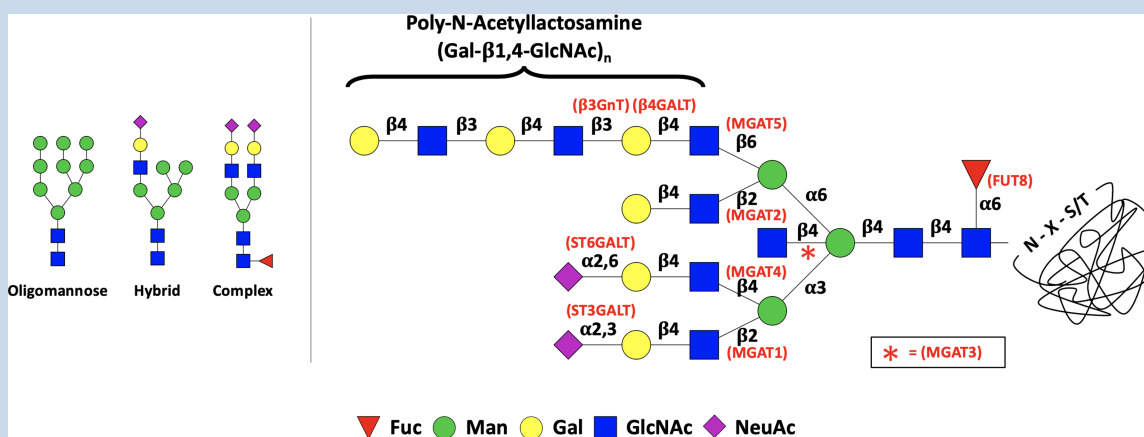 Poly-N-Acetyllactosamine
(Gal-β1,4-GlcNAc)n
(β3GnT) (β4GALT)
β4 β3 β4 β3 β4 (MGAT5)
β6
β4 β2
(MGAT2)
α6
(FUT8)
α6
N - X - S/T
β4 β4 β4
*
(ST6GALT)
α2,6 β4 (MGAT4)
β4
α3
(ST3GALT)
α2,3 β4 β2
(MGAT1)
* = (MGAT3)
Oligomannose Hybrid Complex
Fuc Man Gal GlcNAc NeuAc